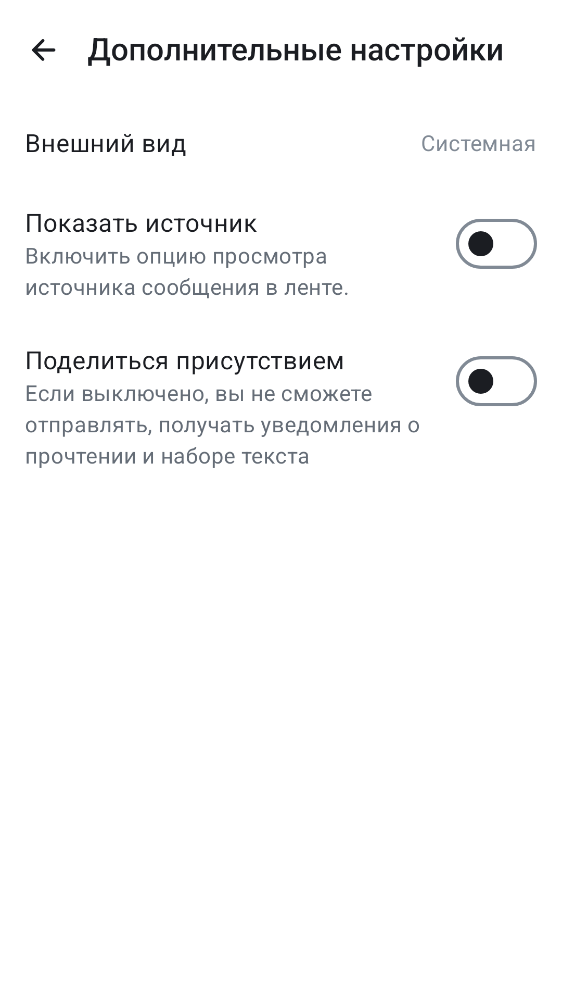 Дополнительные настройки
Внешний вид
Системная
Показать источник
Включить опцию просмотра
источника сообщения в ленте.
Поделиться присутствием
Если выключено, вы не сможете
отправлять, получать уведомления о
прочтении и наборе текста